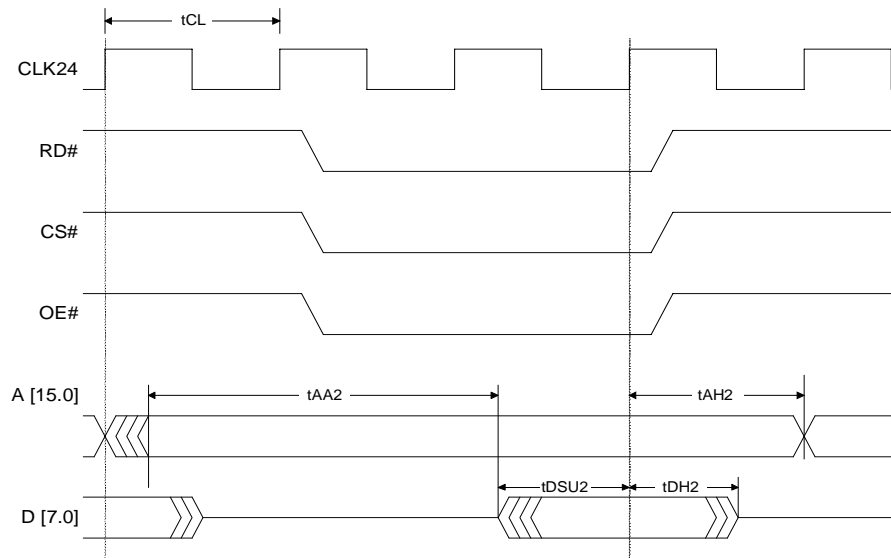 tCL
CLK24
RD#
CS#
OE#
A [15.0]
tAA2
tAH2
tDSU2
tDH2
D [7.0]